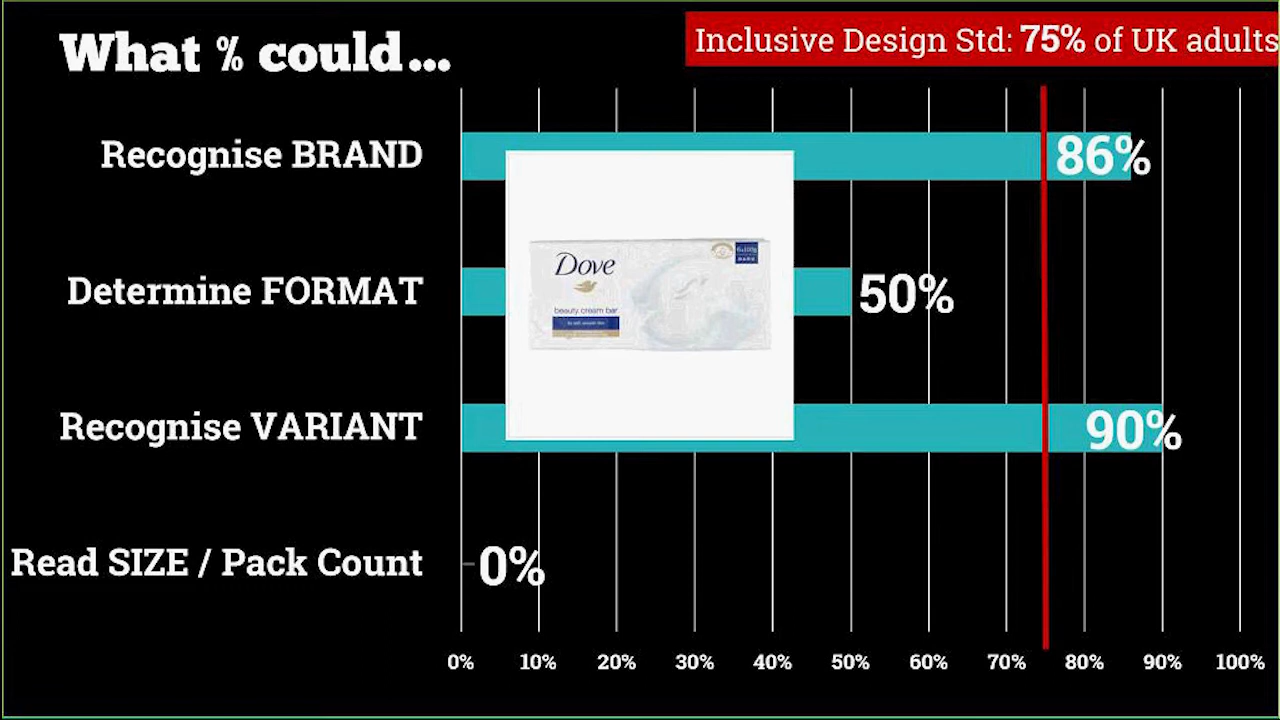 What % could...
Inclusive Design Std: 75% of UK adults
Recognise BRAND
86%
Dove
beauty cream bar
Determine FORMAT
50%
Recognise VARIANT
90%
Read SIZE / Pack Count
0%
0% 10% 20% 30% 40% 50% 60% 70% 80% 90% 100%